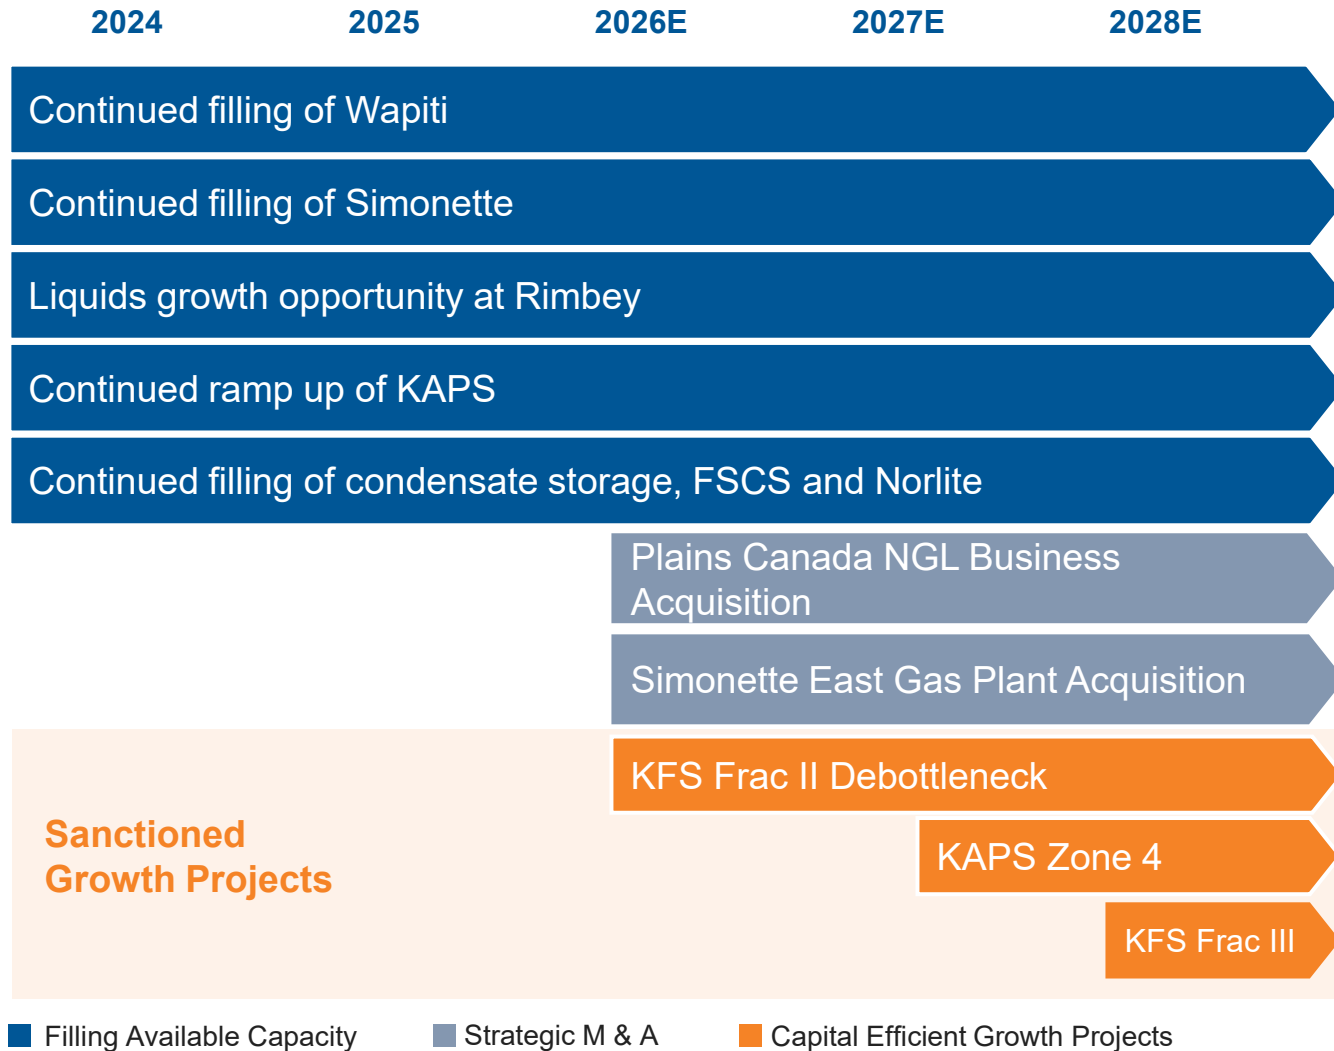 2024 2025 2026E 2027E 2028E
Continued filling of Wapiti
Continued filling of Simonette
Liquids growth opportunity at Rimbey
Continued ramp up of KAPS
Continued filling of condensate storage, FSCS and Norlite
Plains Canada NGL Business
Acquisition
Simonette East Gas Plant Acquisition
KFS Frac II Debottleneck
Sanctioned
Growth Projects
KAPS Zone 4
KFS Frac III
Filling Available Capacity Strategic M & A Capital Efficient Growth Projects